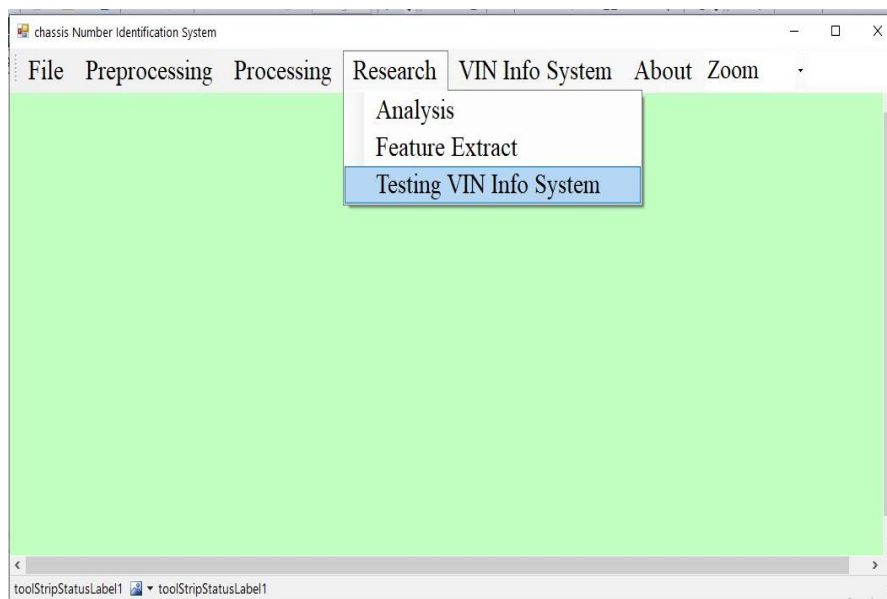 chassis Number Identification System
File Preprocessing Processing Research VIN Info System About Zoom
Analysis
Feature Extract
Testing VIN Info System
toolStripStatusLabel1 toolStripStatusLabel1